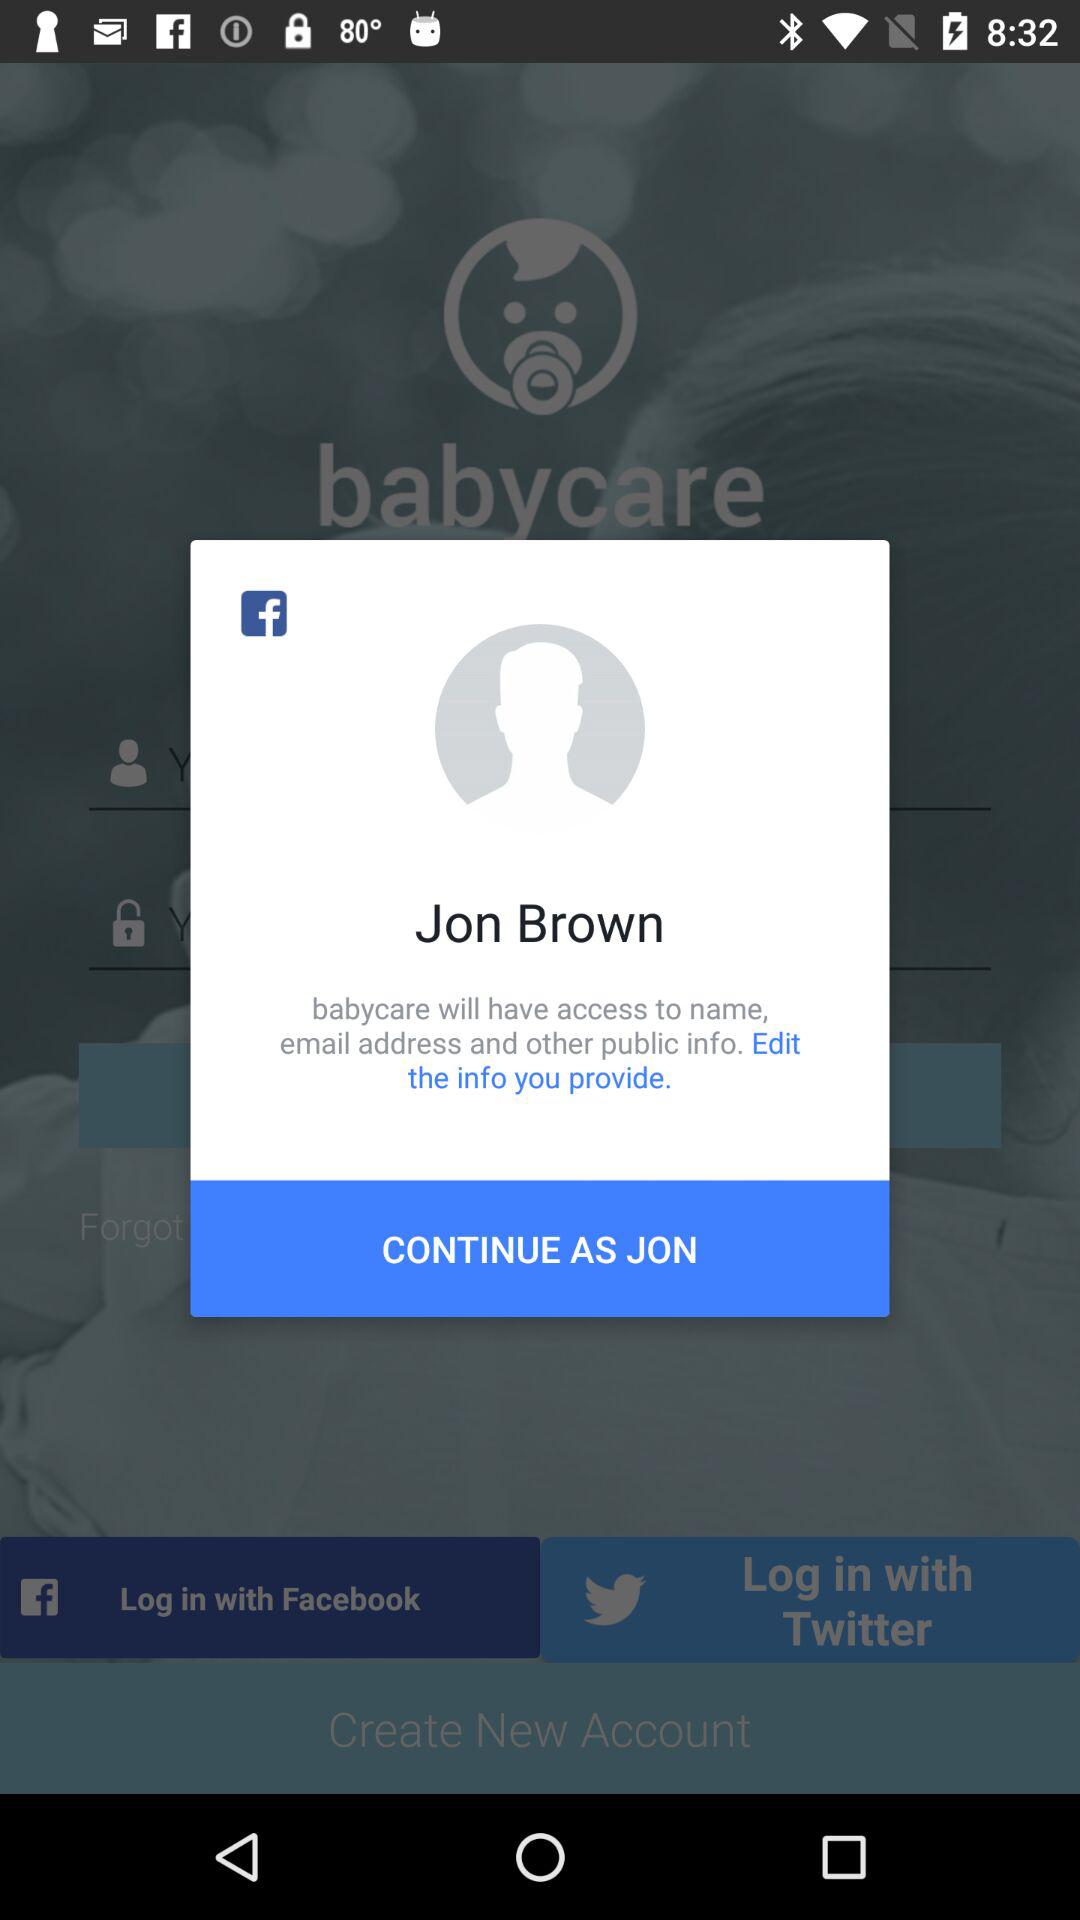 80° 8:32
babycare
Y
Y
Jon Brown
babycare will have access to name,
email address and other public info. Edit
the info you provide.
Forgot
CONTINUE AS JON
Log in with Facebook
Log in with
Twitter
Create New Account